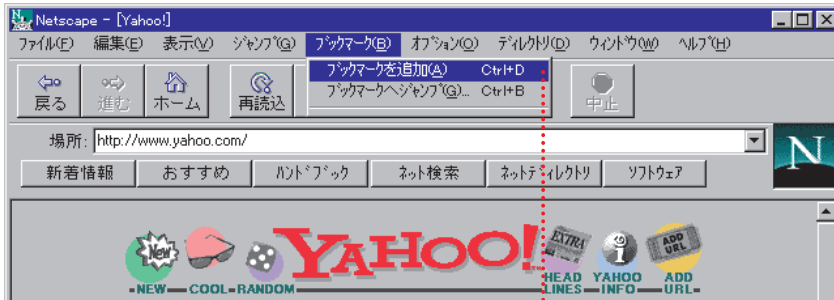 Netscape - [Yahoo!]
ファイル(F) 編集(E) 表示(V) ジャンプ(G) ブックマーク(B) オプション(O) ディレクトリ(D) ウィンドウ(W) ヘルプ(H)
ブックマークを追加(A) Ctrl+D
ブックマークへジャンプ(G)... Ctrl+B
戻る 進む ホーム 再読込 中止
場所: http://www.yahoo.com/
N
新着情報 おすすめ ハンドブック ネット検索 ネットディレクトリ ソフトウェア
New YAHOO! EXTRA i ADD URL
NEW COOL RANDOM HEAD LINES YAHOO INFO ADD URL